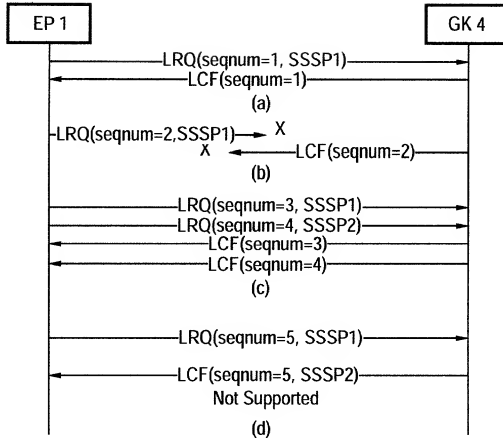 EP 1
GK 4
LRQ(seqnum=1, SSSP1)
LCF(seqnum=1)
(a)
LRQ(seqnum=2,SSSP1) X
X LCF(seqnum=2)
(b)
LRQ(seqnum=3, SSSP1)
LRQ(seqnum=4, SSSP2)
LCF(seqnum=3)
LCF(seqnum=4)
(c)
LRQ(seqnum=5, SSSP1)
LCF(seqnum=5, SSSP2)
Not Supported
(d)